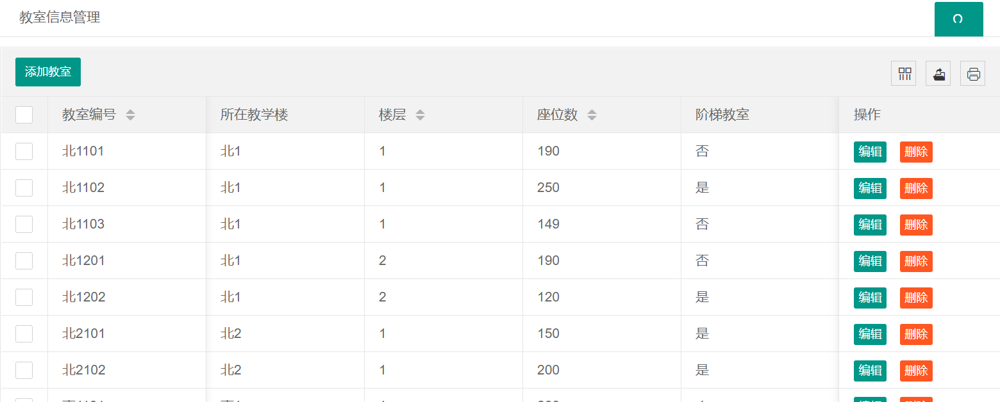 教室信息管理
添加教室
教室编号 所在教学楼 楼层 座位数 阶梯教室 操作
北1101 北1 1 190 否 编辑 删除
北1102 北1 1 250 是 编辑 删除
北1103 北1 1 149 否 编辑 删除
北1201 北1 2 190 否 编辑 删除
北1202 北1 2 120 是 编辑 删除
北2101 北2 1 150 是 编辑 删除
北2102 北2 1 200 是 编辑 删除